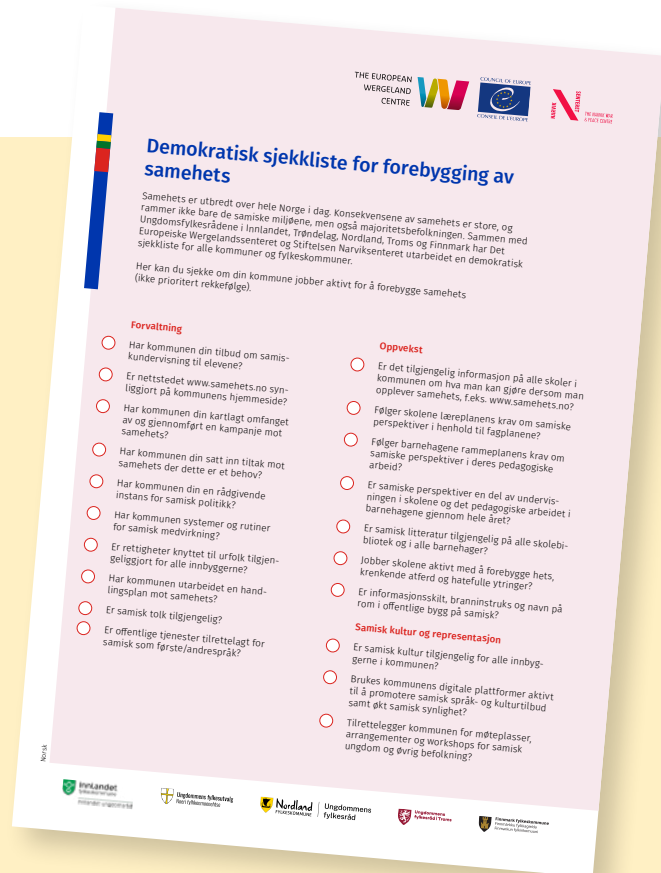 THE EUROPEAN
WERGELAND
CENTRE
COUNCIL OF EUROPE
CONSEIL DE L'EUROPE
NARVIK
SENTERET
THE NARVIK WAR
& PEACE CENTER
Demokratisk sjekkliste for forebygging av
samehets
Samehets er utbredt over hele Norge i dag. Konsekvensene av samehets er store, og
rammer ikke bare de samiske miljøene, men også majoritetsbefolkningen. Sammen med
Ungdomsfylkesrådene i Innlandet, Trøndelag, Nordland, Troms og Finnmark har Det
Europeiske Wergelandssenteret og Stiftelsen Narviksenteret utarbeidet en demokratisk
sjekkliste for alle kommuner og fylkeskommuner.
Her kan du sjekke om din kommune jobber aktivt for å forebygge samehets
(ikke prioritert rekkefølge).
Forvaltning
Har kommunen din tilbud om samis-
kundervisning til elevene?
Er nettstedet www.samehets.no syn-
liggjort på kommunens hjemmeside?
Har kommunen din kartlagt omfanget
av og gjennomført en kampanje mot
samehets?
Har kommunen din satt inn tiltak mot
samehets der dette er et behov?
Har kommunen din en rådgivende
instans for samisk politikk?
Har kommunen systemer og rutiner
for samisk medvirkning?
Er rettigheter knyttet til urfolk tilgjen-
geliggjort for alle innbyggerne?
Har kommunen utarbeidet en hand-
lingsplan mot samehets?
Er samisk tolk tilgjengelig?
Er offentlige tjenester tilrettelagt for
samisk som første/andrespråk?
Oppvekst
Er det tilgjengelig informasjon på alle skoler i
kommunen om hva man kan gjøre dersom man
opplever samehets, f.eks. www.samehets.no?
Følger skolene læreplanens krav om samiske
perspektiver i henhold til fagplanene?
Følger barnehagene rammeplanens krav om
samiske perspektiver i deres pedagogiske
arbeid?
Er samiske perspektiver en del av undervis-
ningen i skolene og det pedagogiske arbeidet i
barnehagene gjennom hele året?
Er samisk litteratur tilgjengelig på alle skolebi-
bliotek og i alle barnehager?
Jobber skolene aktivt med å forebygge hets,
krenkende atferd og hatefulle ytringer?
Er informasjonsskilt, branninstruks og navn på
rom i offentlige bygg på samisk?
Samisk kultur og representasjon
Er samisk kultur tilgjengelig for alle innbyg-
gerne i kommunen?
Brukes kommunens digitale plattformer aktivt
til å promotere samisk språk- og kulturtilbud
samt økt samisk synlighet?
Tilrettelegger kommunen for møteplasser,
arrangementer og workshops for samisk
ungdom og øvrig befolkning?
Norsk
Innlandet
fylkeskommune
Ungdommens fylkesutvalg
Nordland
FYLKESKOMMUNE
Ungdommens
fylkesråd
Ungdommens
fylkesråd i Troms
Finnmark fylkeskommune